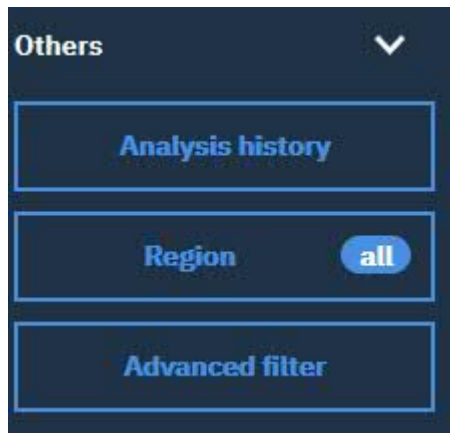 Others
Analysis history
Region all
Advanced filter